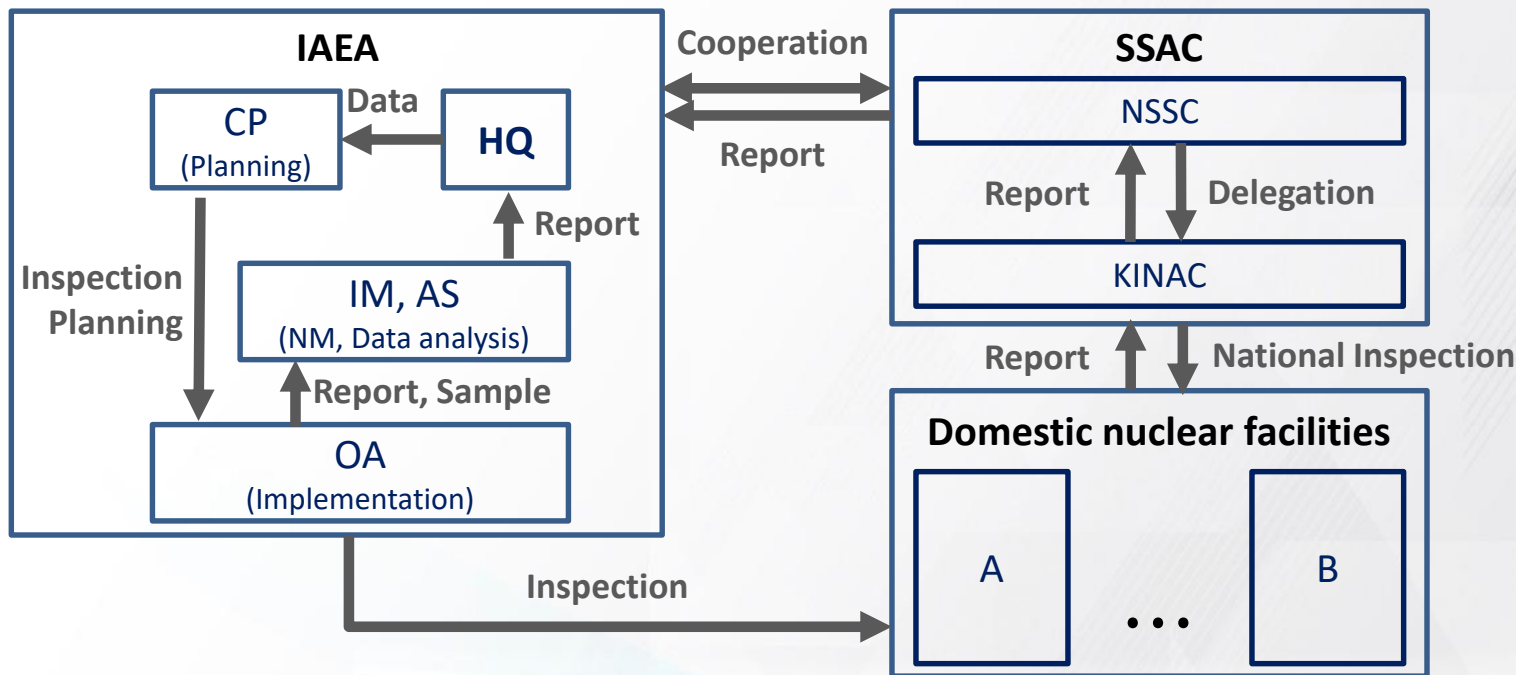 IAEA
Data
CP
(Planning)
HQ
Report
Inspection
Planning
IM, AS
(NM, Data analysis)
Report, Sample
OA
(Implementation)
Cooperation
Report
SSAC
NSSC
Report
Delegation
KINAC
Report
National Inspection
Inspection
Domestic nuclear facilities
A
...
B